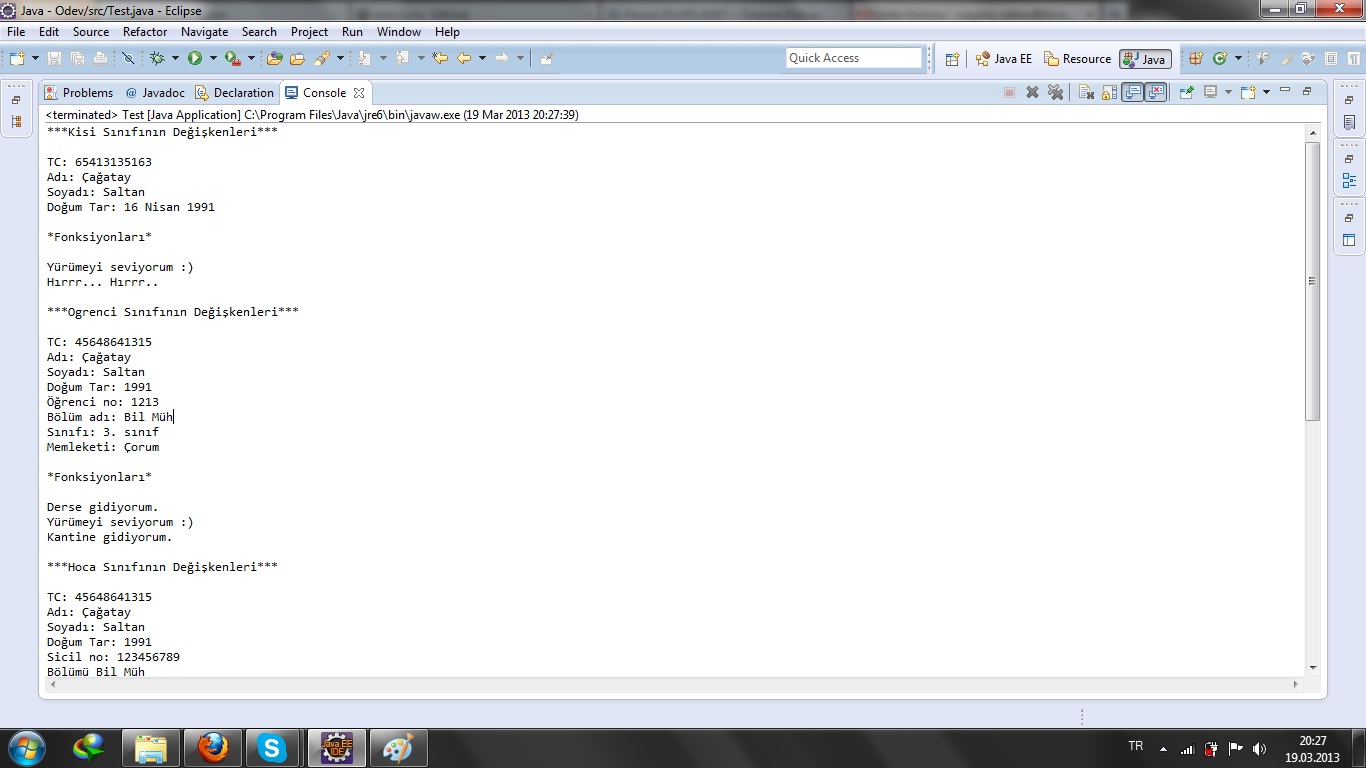 Java - Odev/src/Test.java - Eclipse
File Edit Source Refactor Navigate Search Project Run Window Help
Quick Access
Java EE
Resource
Java
Problems
@ Javadoc
Declaration
Console
<terminated> Test [Java Application] C:\Program Files\Java\jre6\bin\javaw.exe (19 Mar 2013 20:27:39)
***Kisi Sınıfının Değişkenleri***
TC: 65413135163
Adı: Çağatay
Soyadı: Saltan
Doğum Tar: 16 Nisan 1991
*Fonksiyonları*
Yürümeyi seviyorum :)
Hırrr... Hırrr..
***Ogrenci Sınıfının Değişkenleri***
TC: 45648641315
Adı: Çağatay
Soyadı: Saltan
Doğum Tar: 1991
Öğrenci no: 1213
Bölüm adı: Bil Müh
Sınıfı: 3. sınıf
Memleketi: Çorum
*Fonksiyonları*
Derse gidiyorum.
Yürümeyi seviyorum :)
Kantine gidiyorum.
***Hoca Sınıfının Değişkenleri***
TC: 45648641315
Adı: Çağatay
Soyadı: Saltan
Doğum Tar: 1991
Sicil no: 123456789
Bölümü Bil Müh
Java EE
IDE
TR
20:27
19.03.2013